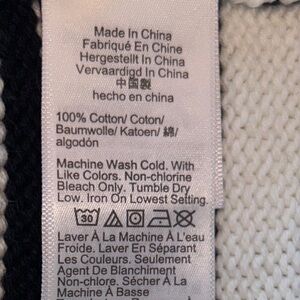 Made In China
Fabriqué En Chine
Hergestellt In China
Vervaardigd In China
中国製
hecho en china
100% Cotton/ Coton/
Baumwolle/ Katoen/ 綿/
algodón
Machine Wash Cold. With
Like Colors. Non-chlorine
Bleach Only. Tumble Dry
Low. Iron On Lowest Setting.
30
Laver À La Machine À L'eau
Froide. Laver En Séparant
Les Couleurs. Seulement
Agent De Blanchiment
Non-chlore. Sécher À La
Machine A Basse